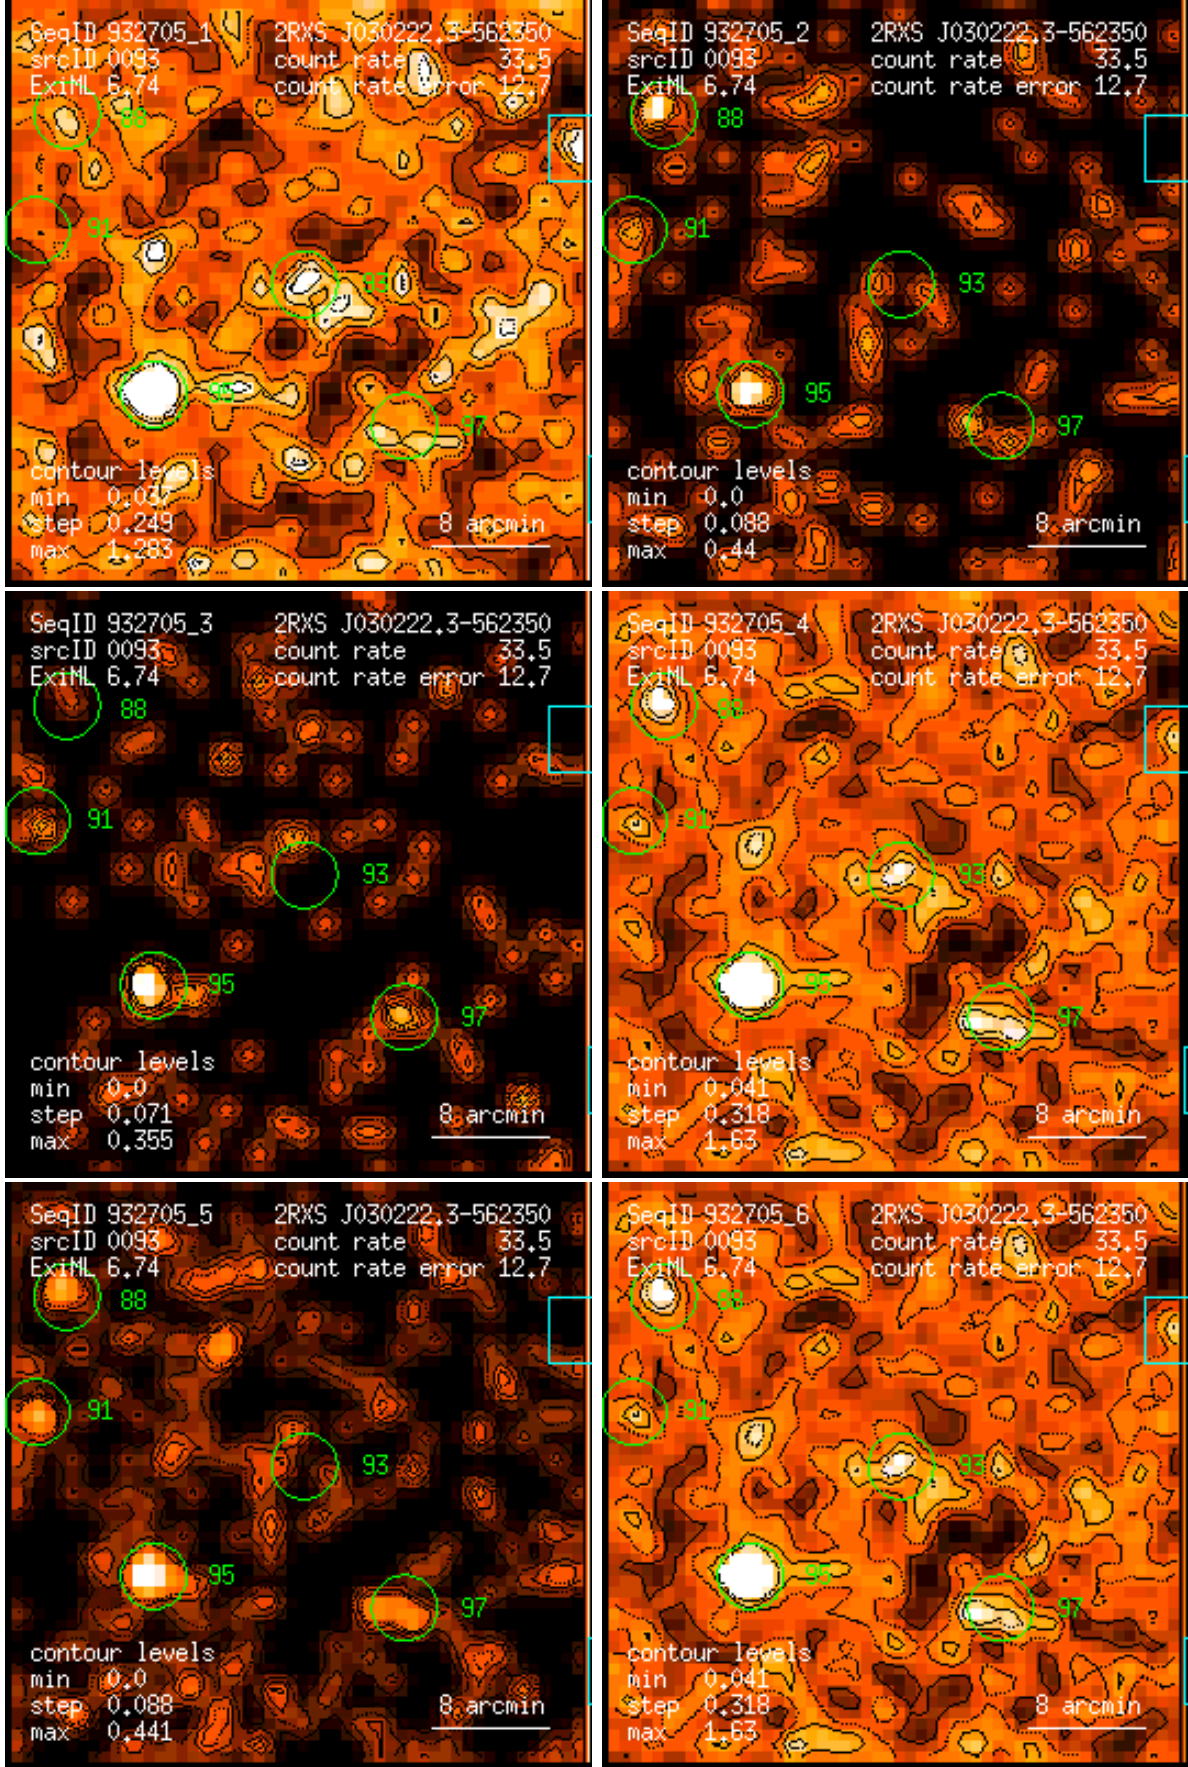 SeqID 932705_1 2RXS J030222.3-562350
srcID 0093 count rate 33.5
ExiML 6.74 count rate error 12.7
88
91
93
95
97
contour levels
min 0.037
step 0.249 8 arcmin
max 1.283
SeqID 932705_2 2RXS J030222.3-562350
srcID 0093 count rate 33.5
ExiML 6.74 count rate error 12.7
88
91
93
95
97
contour levels
min 0.0
step 0.088 8 arcmin
max 0.44
SeqID 932705_3 2RXS J030222.3-562350
srcID 0093 count rate 33.5
ExiML 6.74 count rate error 12.7
88
91
93
95
97
contour levels
min 0.0
step 0.071 8 arcmin
max 0.355
SeqID 932705_4 2RXS J030222.3-562350
srcID 0093 count rate 33.5
ExiML 6.74 count rate error 12.7
88
91
93
95
97
contour levels
min 0.041
step 0.318 8 arcmin
max 1.63
SeqID 932705_5 2RXS J030222.3-562350
srcID 0093 count rate 33.5
ExiML 6.74 count rate error 12.7
88
91
93
95
97
contour levels
min 0.0
step 0.088 8 arcmin
max 0.441
SeqID 932705_6 2RXS J030222.3-562350
srcID 0093 count rate 33.5
ExiML 6.74 count rate error 12.7
88
91
93
95
97
contour levels
min 0.041
step 0.318 8 arcmin
max 1.63